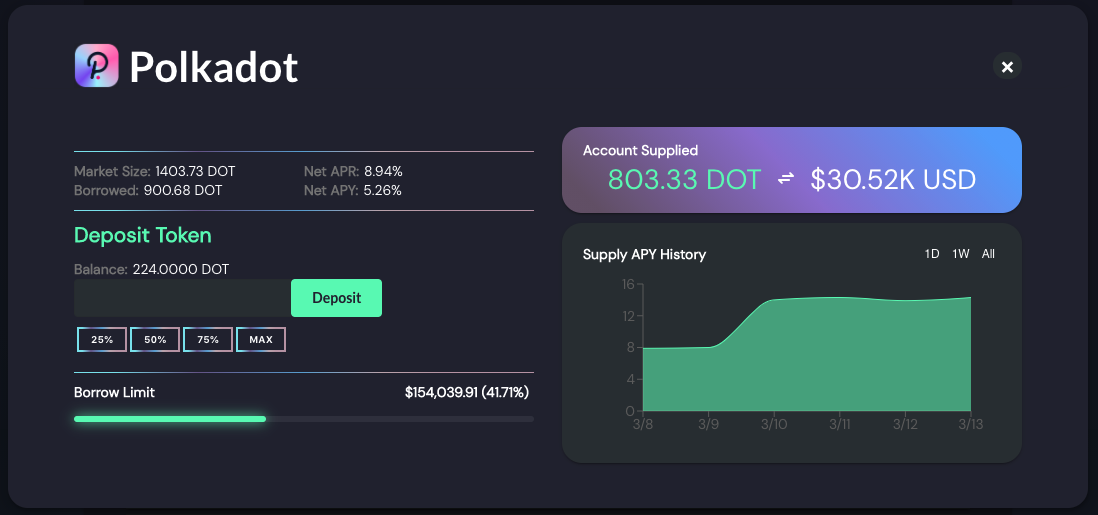 Polkadot
Market Size: 1403.73 DOT
Net APR: 8.94%
Borrowed: 900.68 DOT
Net APY: 5.26%
Deposit Token
Balance: 224.0000 DOT
Deposit
25%
50%
75%
MAX
Borrow Limit
$154,039.91 (41.71%)
Account Supplied
803.33 DOT ⇌ $30.52K USD
Supply APY History
1D 1W All
16
12
8
4
0
3/8 3/9 3/10 3/11 3/12 3/13